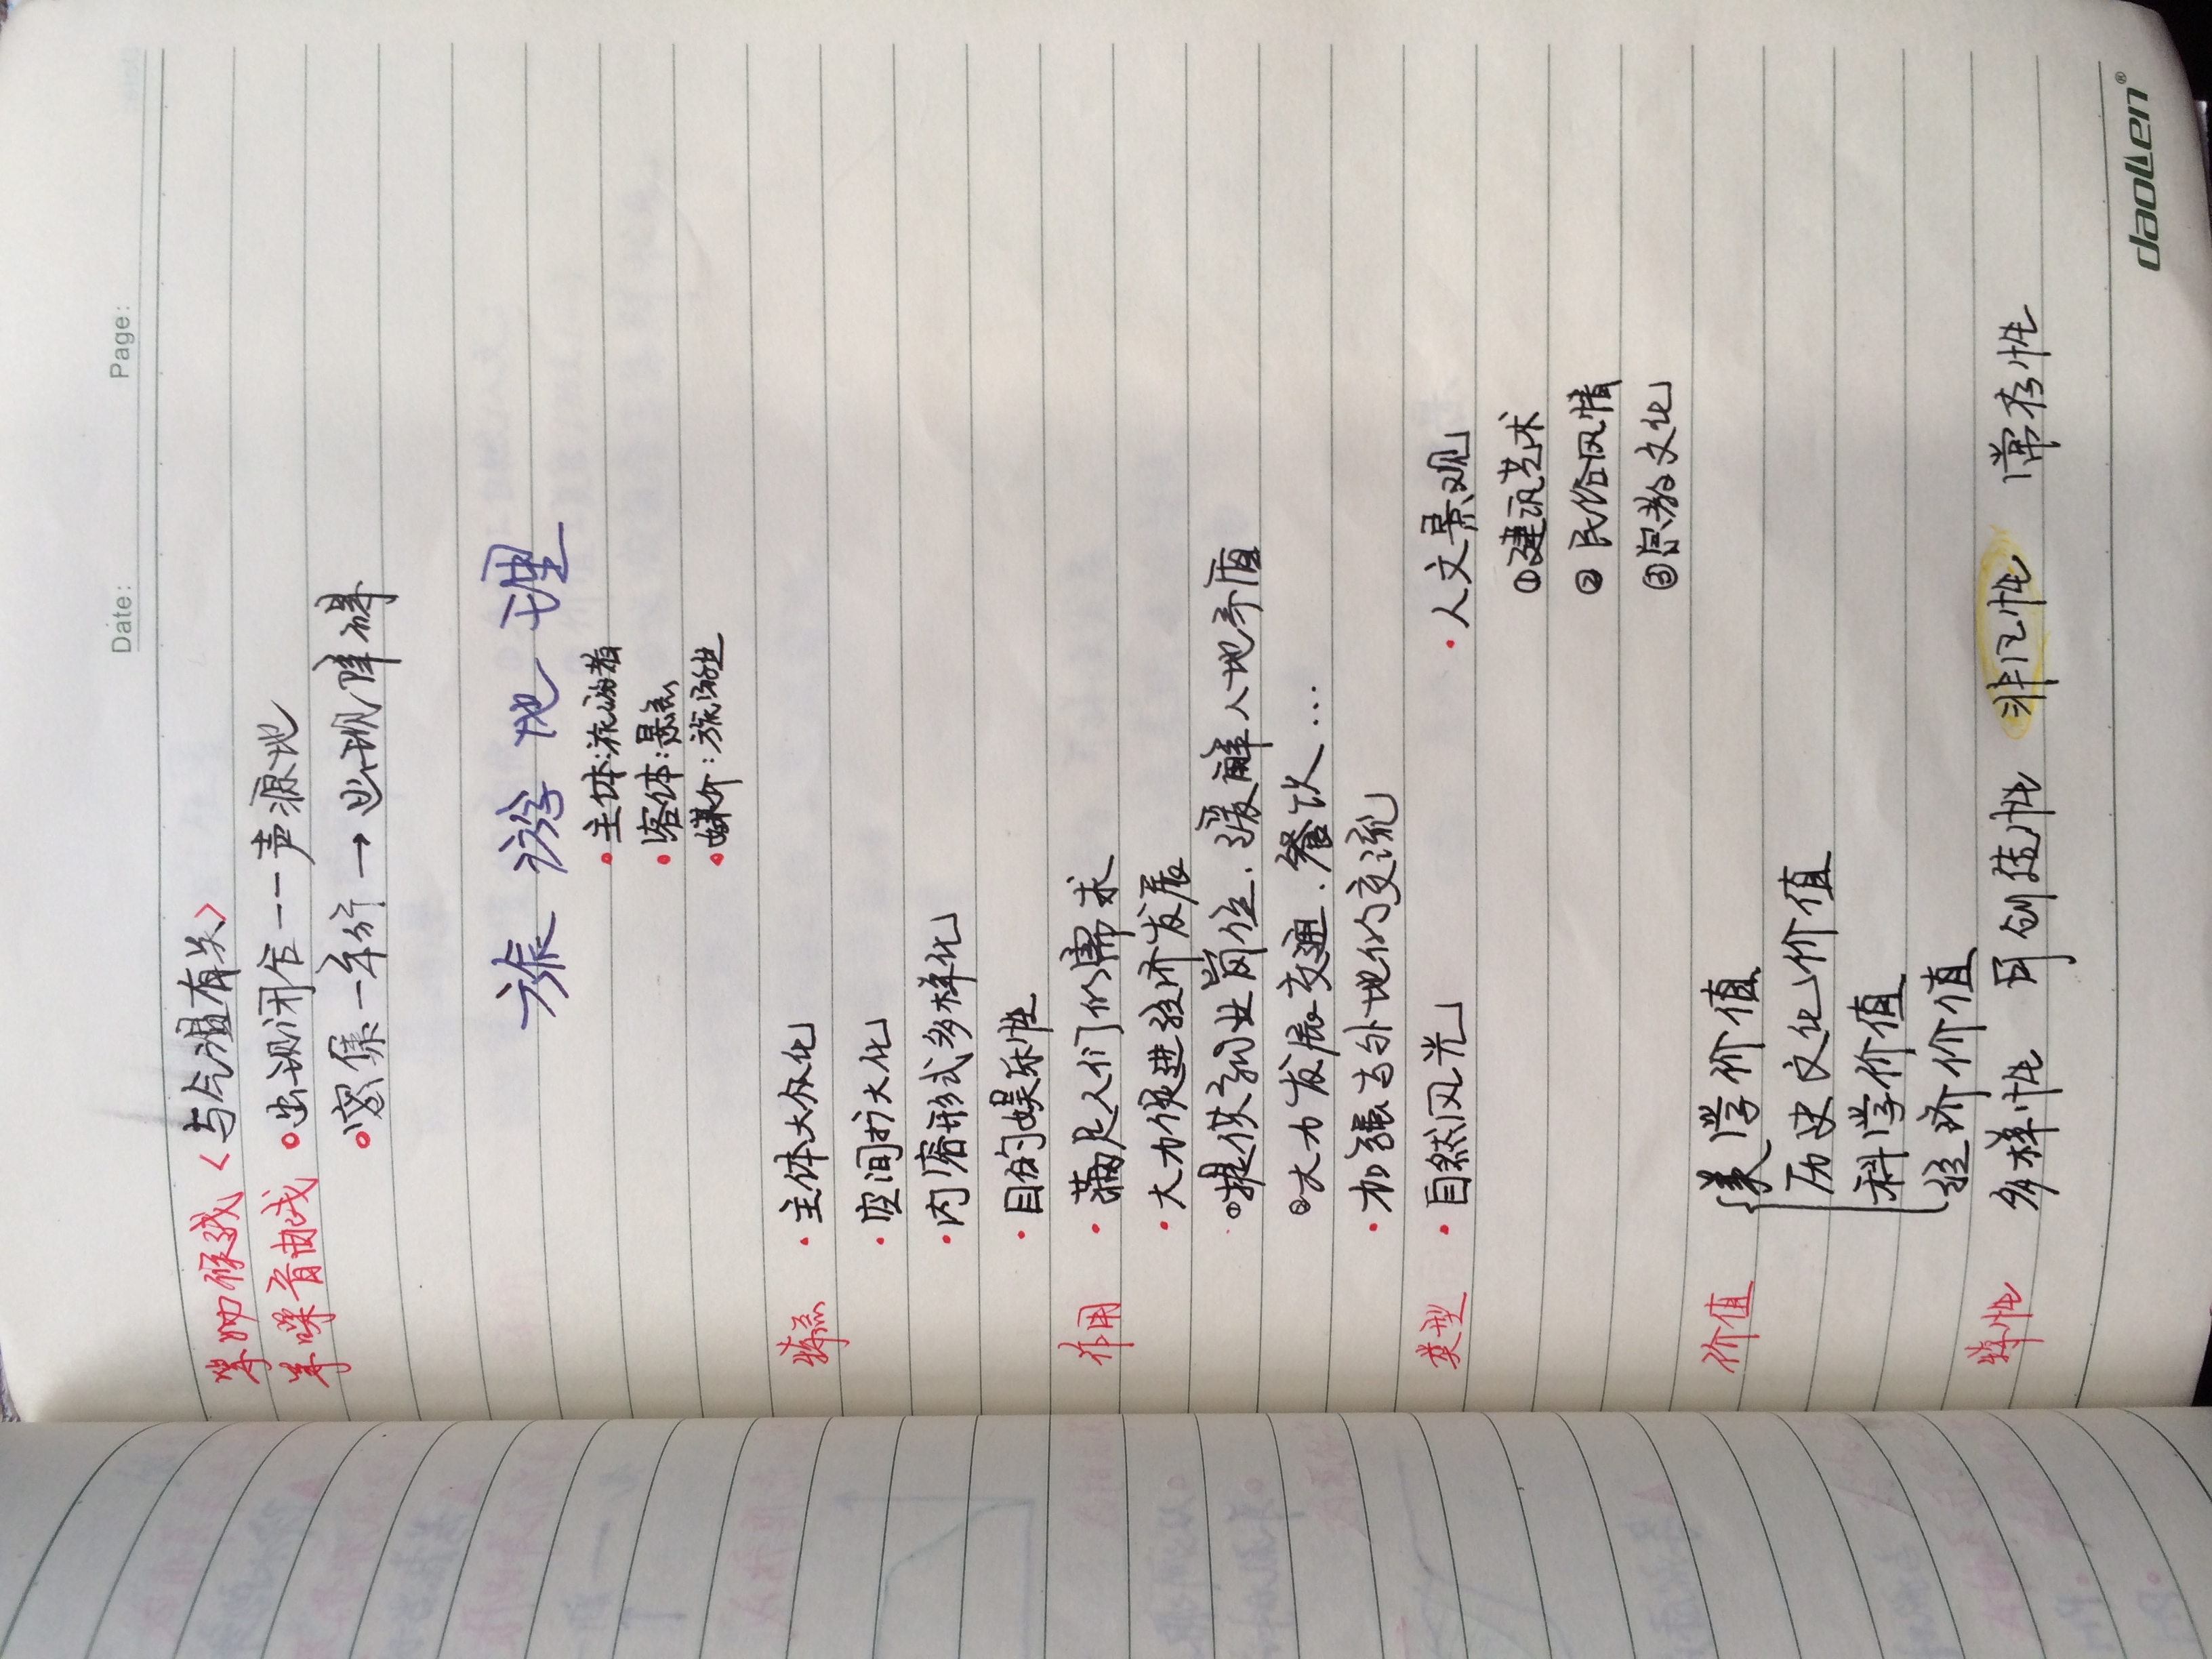 Date: Page:
等物候线〈与气温有关〉
等噪音曲线 •出现闭合——声源地
•密集—平行→出现障碍
旅游地理
•主体:旅游者
•客体:景点
•媒介:旅游业
特点 •主体大众化
•空间扩大化
•内容形式多样化
•目的娱乐性
作用 •满足人们的需求
•大力促进经济发展
①提供就业岗位、缓解人地矛盾
②大力发展交通、餐饮…
•加强与外地的交流
类型 •自然风光 •人文景观
①建筑艺术
②民俗风情
③宗教文化
价值 美学价值
历史文化价值
科学价值
经济价值
特性 多样性 可创造性 非凡性 常存性
daoLen®